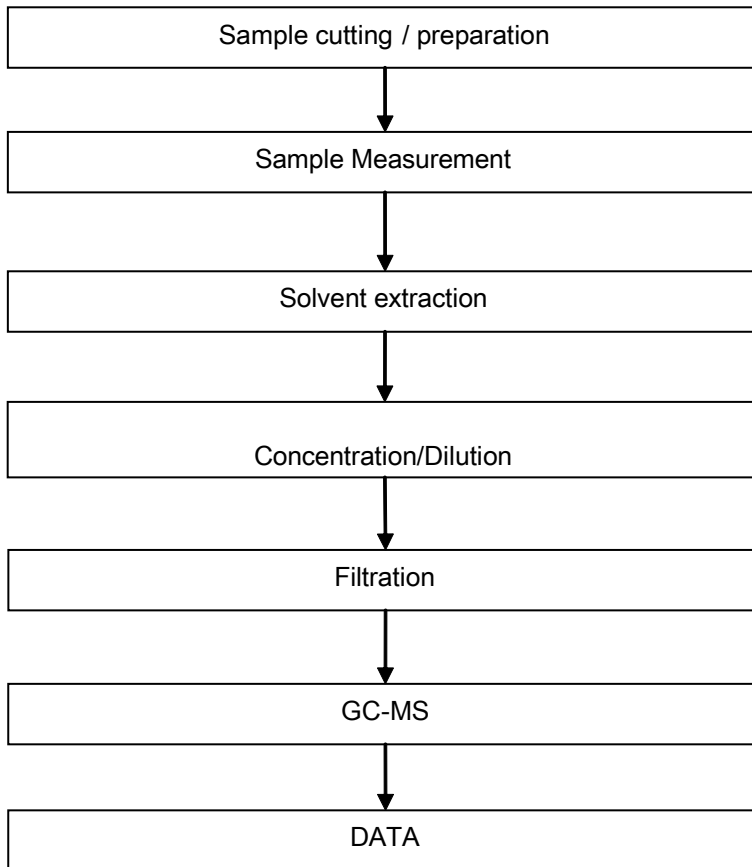 Sample cutting / preparation
Sample Measurement
Solvent extraction
Concentration/Dilution
Filtration
GC-MS
DATA